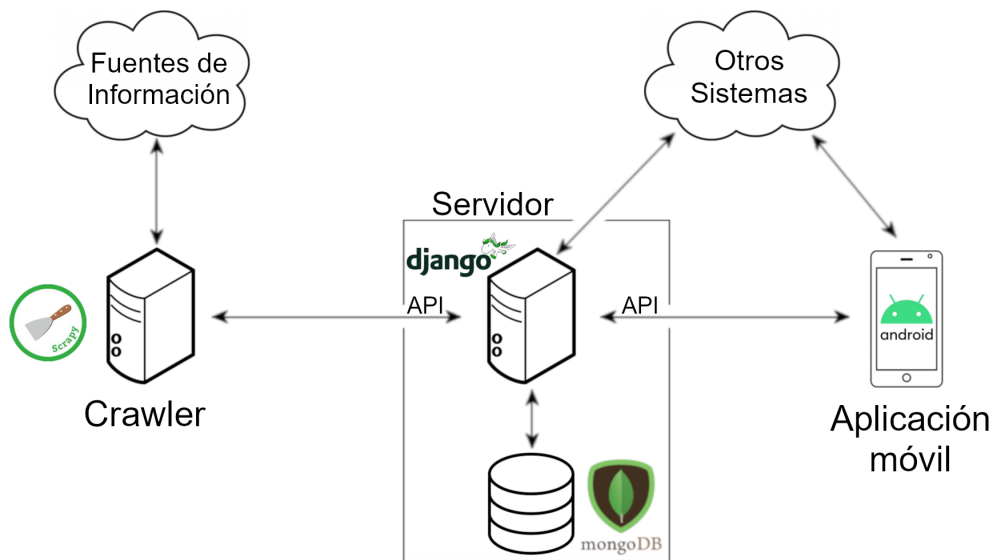 Fuentes de
Información
Otros
Sistemas
Servidor
django
API
API
Scrapy
android
Crawler
Aplicación
móvil
mongoDB